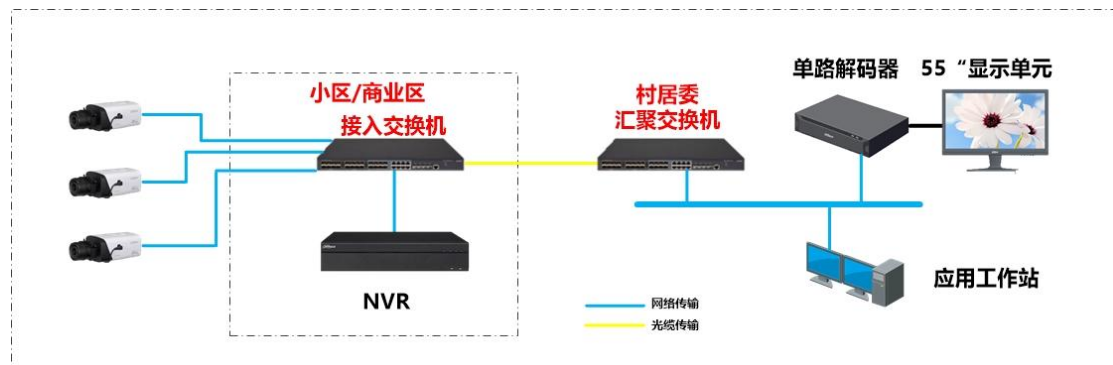 单路解码器 55“显示单元
小区/商业区
接入交换机
村居委
汇聚交换机
NVR
应用工作站
网络传输
光缆传输